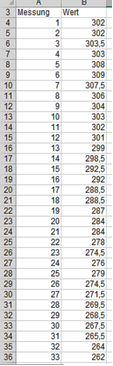 A B
3 Messung Wert
4 1 302
5 2 302
6 3 303,5
7 4 303
8 5 308
9 6 309
10 7 307,5
11 8 306
12 9 304
13 10 303
14 11 302
15 12 301
16 13 299
17 14 298,5
18 15 292,5
19 16 292
20 17 288,5
21 18 288,5
22 19 287
23 20 284
24 21 284
25 22 278
26 23 274,5
27 24 276
28 25 279
29 26 274,5
30 27 271,5
31 28 269,5
32 29 268,5
33 30 267,5
34 31 265,5
35 32 264
36 33 262